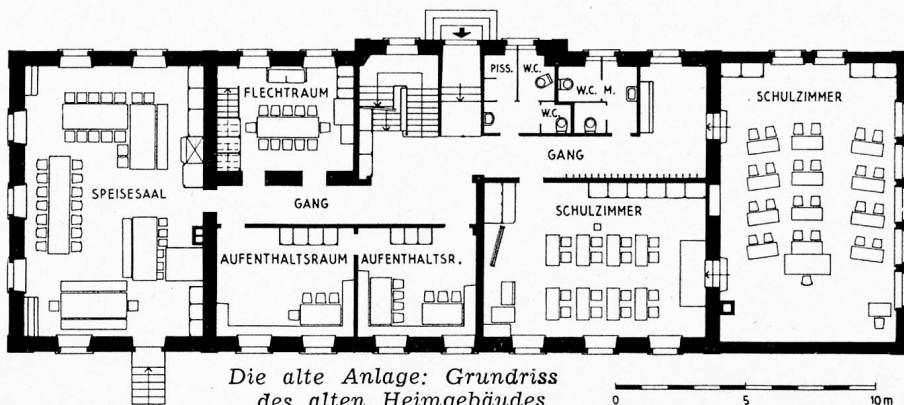 PISS.
W.C.
W.C. M.
FLECHTRAUM
W.C.
SCHULZIMMER
GANG
SPEISESAAL
GANG
SCHULZIMMER
AUFENTHALTSRAUM
AUFENTHALTSR.
Die alte Anlage: Grundriss
des alten Heimgebäudes
0 5 10 m